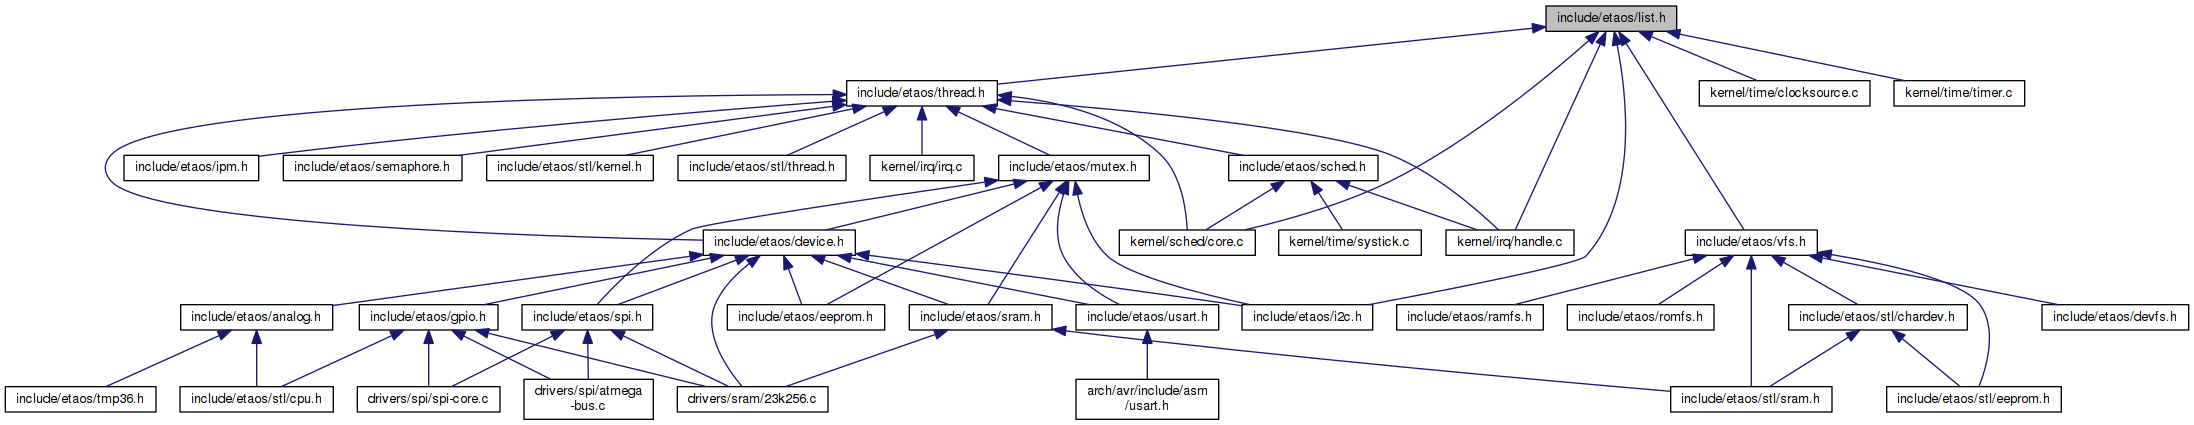 include/etaos/list.h
include/etaos/thread.h
kernel/time/clocksource.c
kernel/time/timer.c
include/etaos/ipm.h
include/etaos/semaphore.h
include/etaos/stl/kernel.h
include/etaos/stl/thread.h
kernel/irq/irq.c
include/etaos/mutex.h
include/etaos/sched.h
include/etaos/device.h
kernel/sched/core.c
kernel/time/systick.c
kernel/irq/handle.c
include/etaos/vfs.h
include/etaos/analog.h
include/etaos/gpio.h
include/etaos/spi.h
include/etaos/eeprom.h
include/etaos/sram.h
include/etaos/usart.h
include/etaos/i2c.h
include/etaos/ramfs.h
include/etaos/romfs.h
include/etaos/stl/chardev.h
include/etaos/devfs.h
include/etaos/tmp36.h
include/etaos/stl/cpu.h
drivers/spi/spi-core.c
drivers/spi/atmega
-bus.c
drivers/sram/23k256.c
arch/avr/include/asm
/usart.h
include/etaos/stl/sram.h
include/etaos/stl/eeprom.h